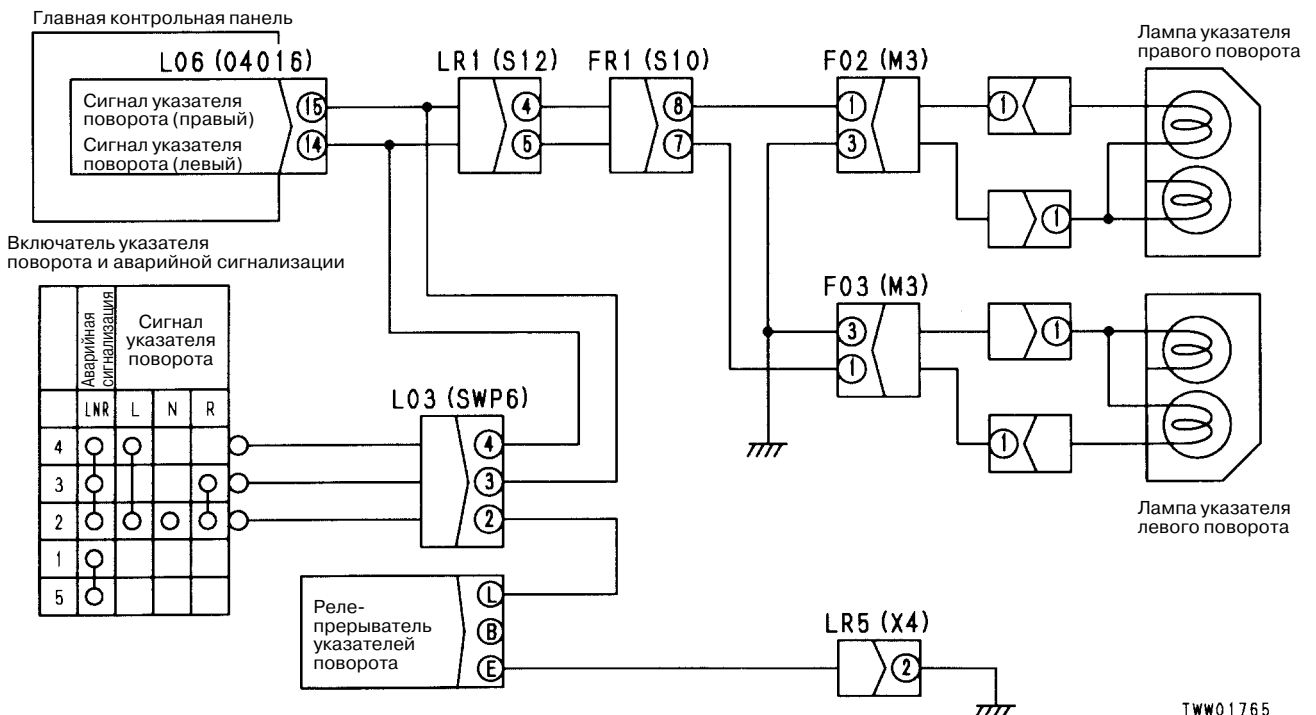 Главная контрольная панель
L06 (04016)
Сигнал указателя
поворота (правый)
15
Сигнал указателя
поворота (левый)
14
LR1 (S12)
4
5
FR1 (S10)
8
7
F02 (M3)
1
3
1
1
Лампа указателя
правого поворота
Включатель указателя
поворота и аварийной сигнализации
Аварийная
сигнализация
Сигнал
указателя
поворота
LNR L N R
4
3
2
1
5
L03 (SWP6)
4
3
2
F03 (M3)
3
1
1
1
Лампа указателя
левого поворота
Реле-
прерыватель
указателей
поворота
L
B
E
LR5 (X4)
2
TWW01765